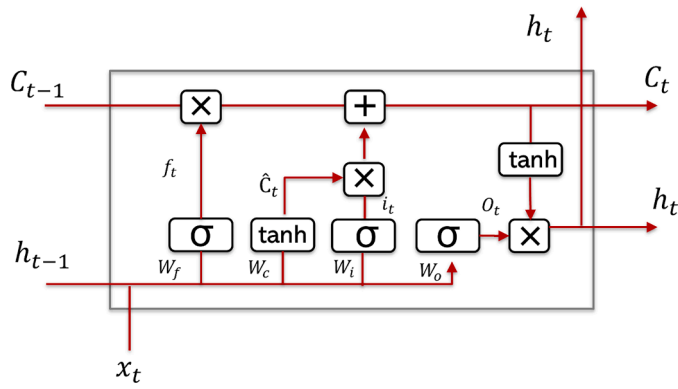 h_t
C_{t-1}
×
+
C_t
tanh
f_t
Ĉ_t
×
i_t
O_t
h_t
σ
tanh
σ
σ
×
h_{t-1}
W_f
W_c
W_i
W_o
x_t